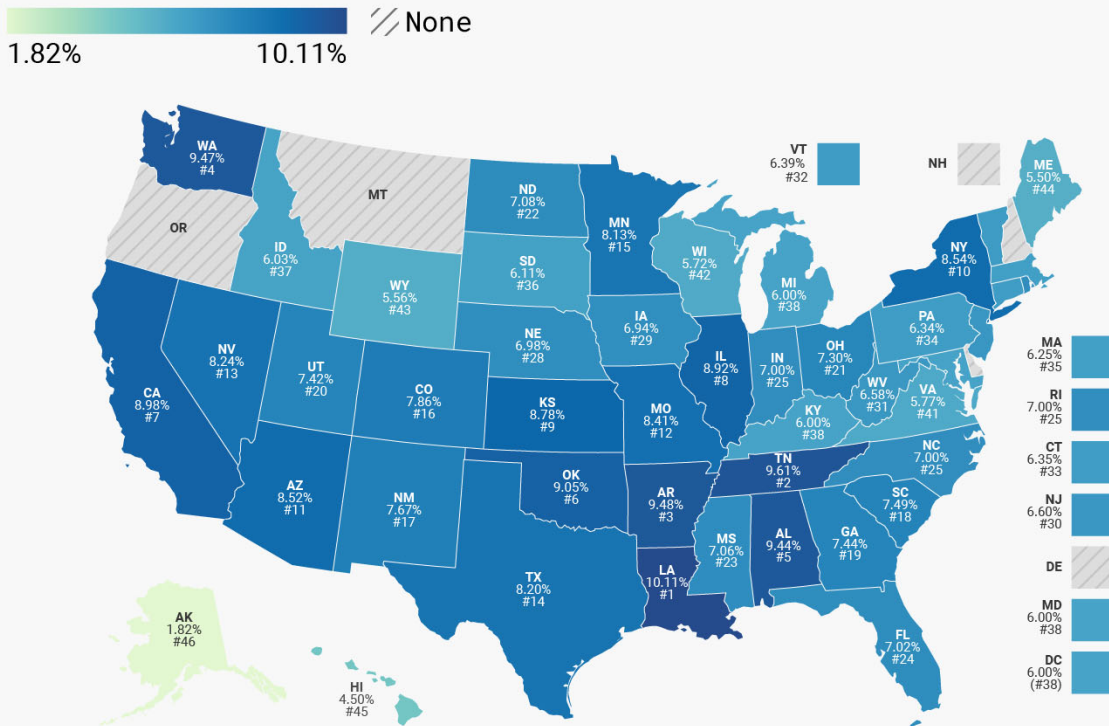 None
1.82%
10.11%
WA
9.47%
#4
MT
OR
ID
6.03%
#37
WY
5.56%
#43
ND
7.08%
#22
SD
6.11%
#36
NE
6.98%
#28
MN
8.13%
#15
IA
6.94%
#29
WI
5.72%
#42
MI
6.00%
#38
VT
6.39%
#32
NH
ME
5.50%
#44
NY
8.54%
#10
PA
6.34%
#34
NV
8.24%
#13
UT
7.42%
#20
CO
7.86%
#16
CA
8.98%
#7
KS
8.78%
#9
MO
8.41%
#12
IL
8.92%
#8
IN
7.00%
#25
OH
7.30%
#21
WV
6.58%
#31
VA
5.77%
#41
KY
6.00%
#38
MA
6.25%
#35
RI
7.00%
#25
CT
6.35%
#33
NJ
6.60%
#30
DE
MD
6.00%
#38
DC
6.00%
(#38)
AZ
8.52%
#11
NM
7.67%
#17
OK
9.05%
#6
AR
9.48%
#3
TN
9.61%
#2
NC
7.00%
#25
SC
7.49%
#18
GA
7.44%
#19
AL
9.44%
#5
MS
7.06%
#23
LA
10.11%
#1
TX
8.20%
#14
FL
7.02%
#24
AK
1.82%
#46
HI
4.50%
#45